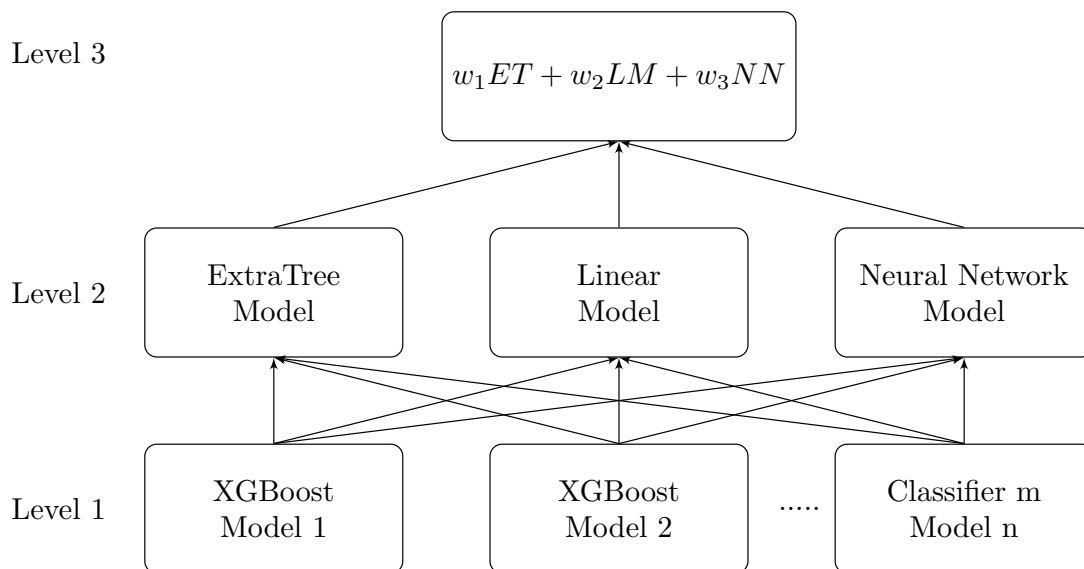 Level 3
w₁ET + w₂LM + w₃NN
Level 2
ExtraTree
Model
Linear
Model
Neural Network
Model
Level 1
XGBoost
Model 1
XGBoost
Model 2
.....
Classifier m
Model n